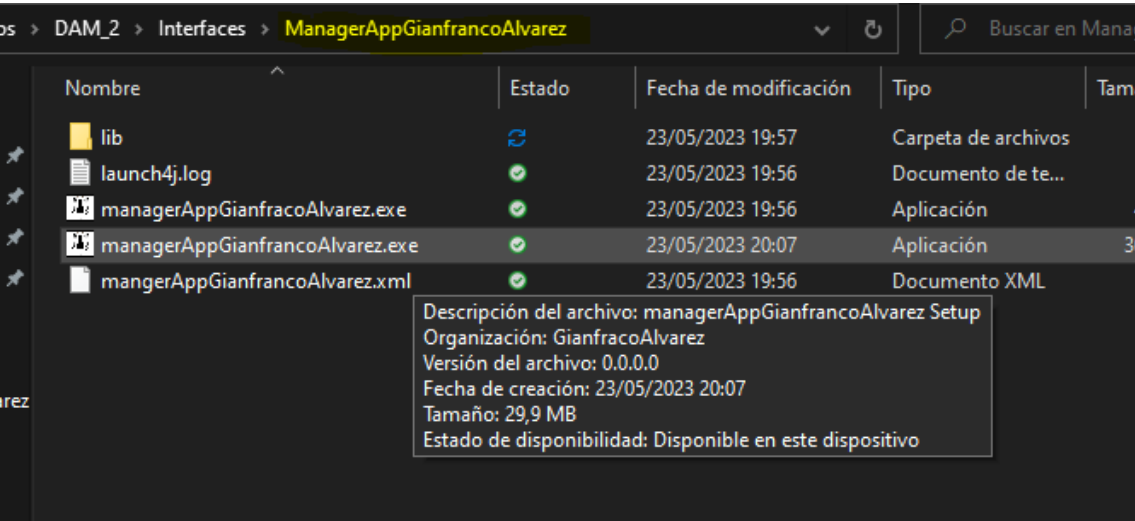 os > DAM_2 > Interfaces > ManagerAppGianfrancoAlvarez Buscar en Mana
Nombre Estado Fecha de modificación Tipo Tam
lib 23/05/2023 19:57 Carpeta de archivos
launch4j.log 23/05/2023 19:56 Documento de te...
managerAppGianfracoAlvarez.exe 23/05/2023 19:56 Aplicación
managerAppGianfrancoAlvarez.exe 23/05/2023 20:07 Aplicación 3
mangerAppGianfrancoAlvarez.xml 23/05/2023 19:56 Documento XML
Descripción del archivo: managerAppGianfrancoAlvarez Setup
Organización: GianfracoAlvarez
Versión del archivo: 0.0.0.0
Fecha de creación: 23/05/2023 20:07
arez
Tamaño: 29,9 MB
Estado de disponibilidad: Disponible en este dispositivo